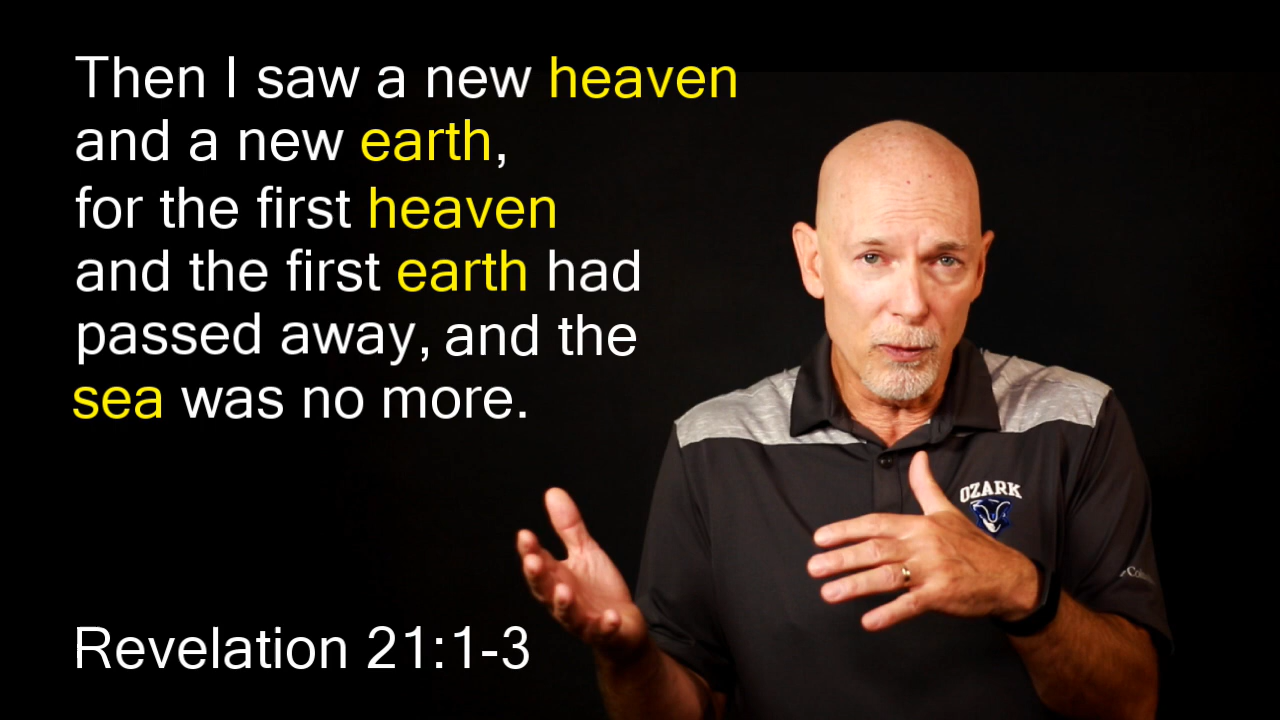 Then I saw a new heaven
and a new earth,
for the first heaven
and the first earth had
passed away, and the
sea was no more.
OZARK
Revelation 21:1-3